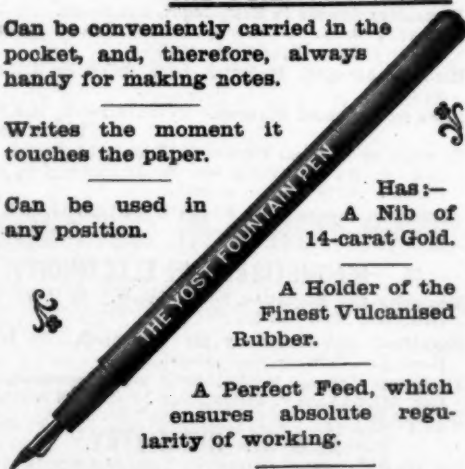 Can be conveniently carried in the
pocket, and, therefore, always
handy for making notes.
Writes the moment it
touches the paper.
Can be used in
any position.
THE YOST FOUNTAIN PEN
Has:—
A Nib of
14-carat Gold.
A Holder of the
Finest Vulcanised
Rubber.
A Perfect Feed, which
ensures absolute regu-
larity of working.